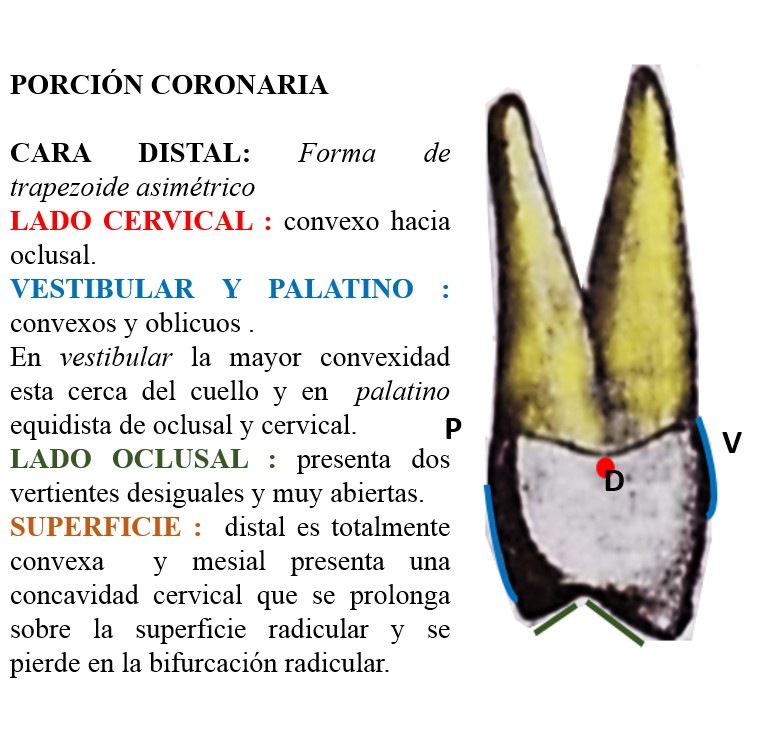 PORCIÓN CORONARIA
CARA DISTAL: Forma de
trapezoide asimétrico
LADO CERVICAL : convexo hacia
oclusal.
VESTIBULAR Y PALATINO :
convexos y oblicuos .
En vestibular la mayor convexidad
esta cerca del cuello y en palatino
equidista de oclusal y cervical.
LADO OCLUSAL : presenta dos
vertientes desiguales y muy abiertas.
SUPERFICIE : distal es totalmente
convexa y mesial presenta una
concavidad cervical que se prolonga
sobre la superficie radicular y se
pierde en la bifurcación radicular.
P
V
D